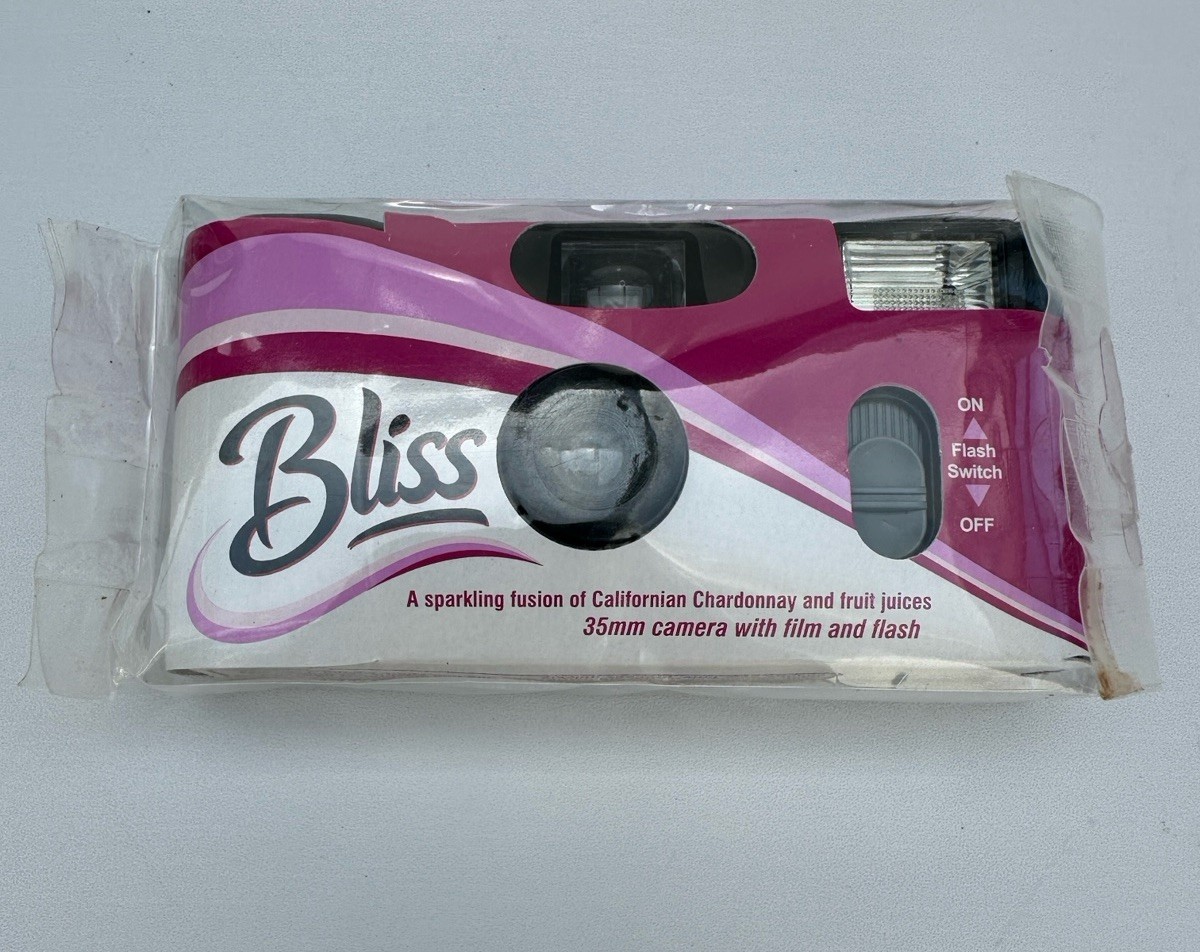 Bliss
ON
Flash
Switch
OFF
A sparkling fusion of Californian Chardonnay and fruit juices
35mm camera with film and flash